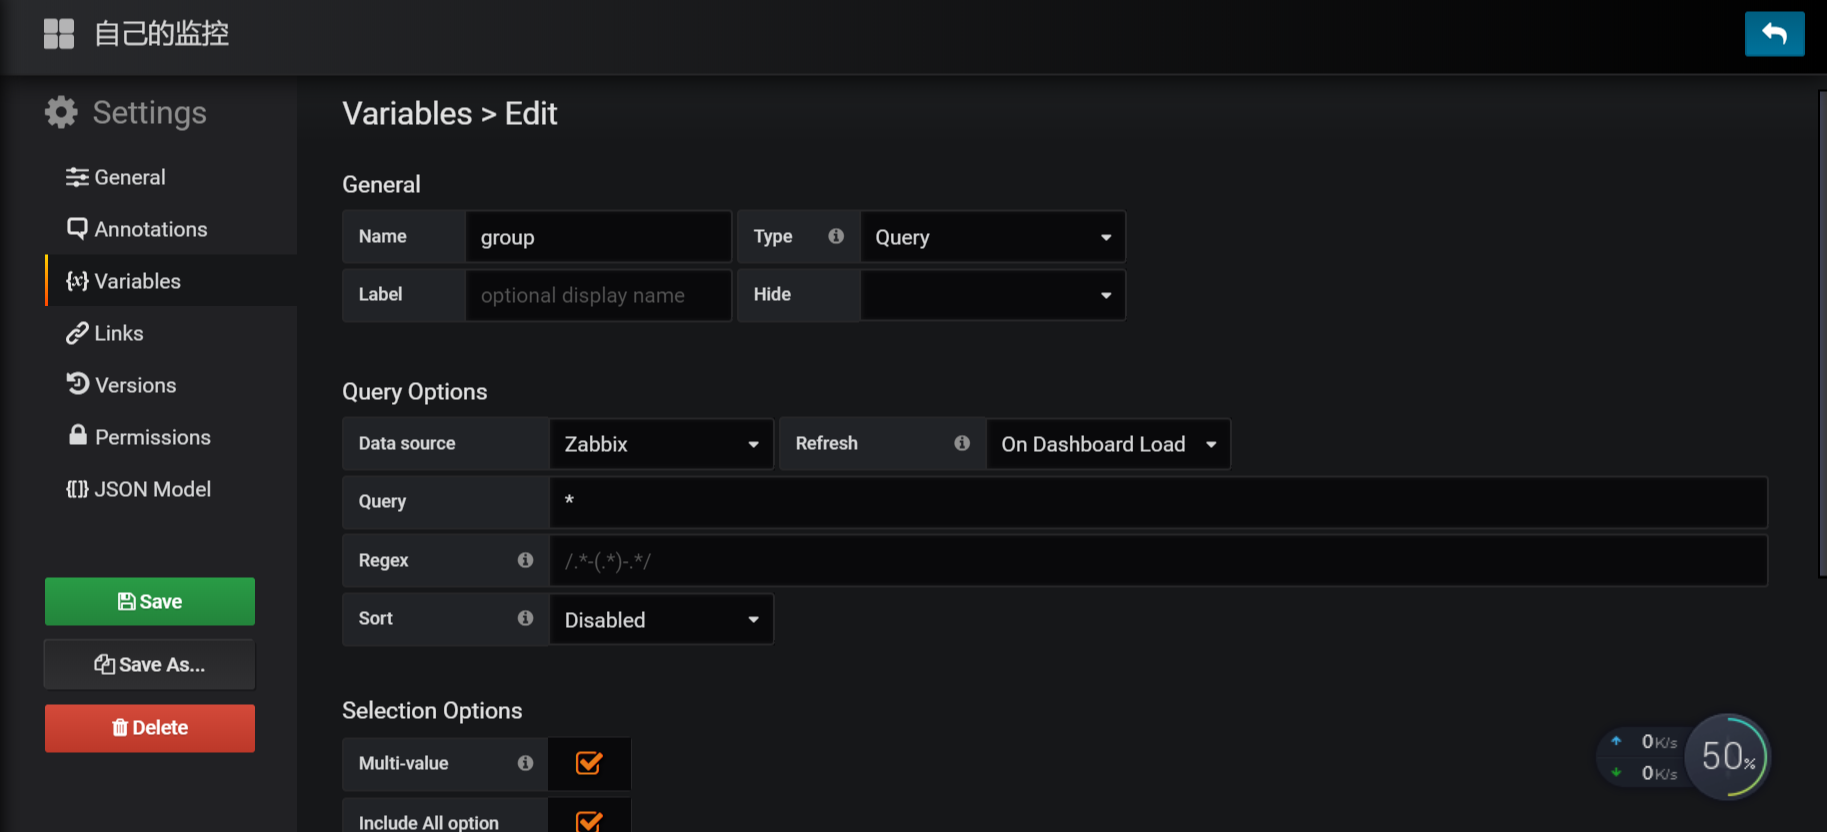 自己的监控
Settings
General
Annotations
{x} Variables
Links
Versions
Permissions
{[]} JSON Model
Save
Save As...
Delete
Variables > Edit
General
Name group Type Query
Label optional display name Hide
Query Options
Data source Zabbix Refresh On Dashboard Load
Query *
Regex /.*-(.*)-.*/
Sort Disabled
Selection Options
Multi-value
Include All option
0K/s
0K/s
50%